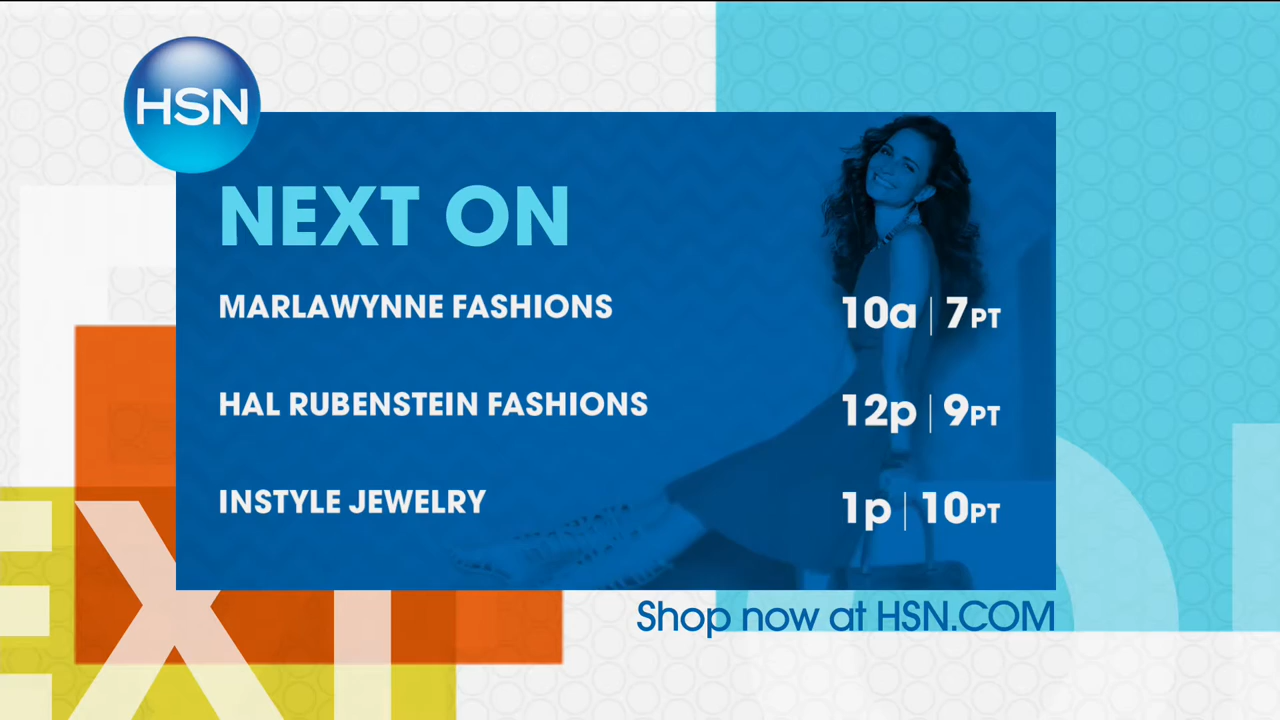 HSN
NEXT ON
MARLAWYNNE FASHIONS 10a | 7PT
HAL RUBENSTEIN FASHIONS 12p | 9PT
INSTYLE JEWELRY 1p | 10PT
Shop now at HSN.COM
EXT